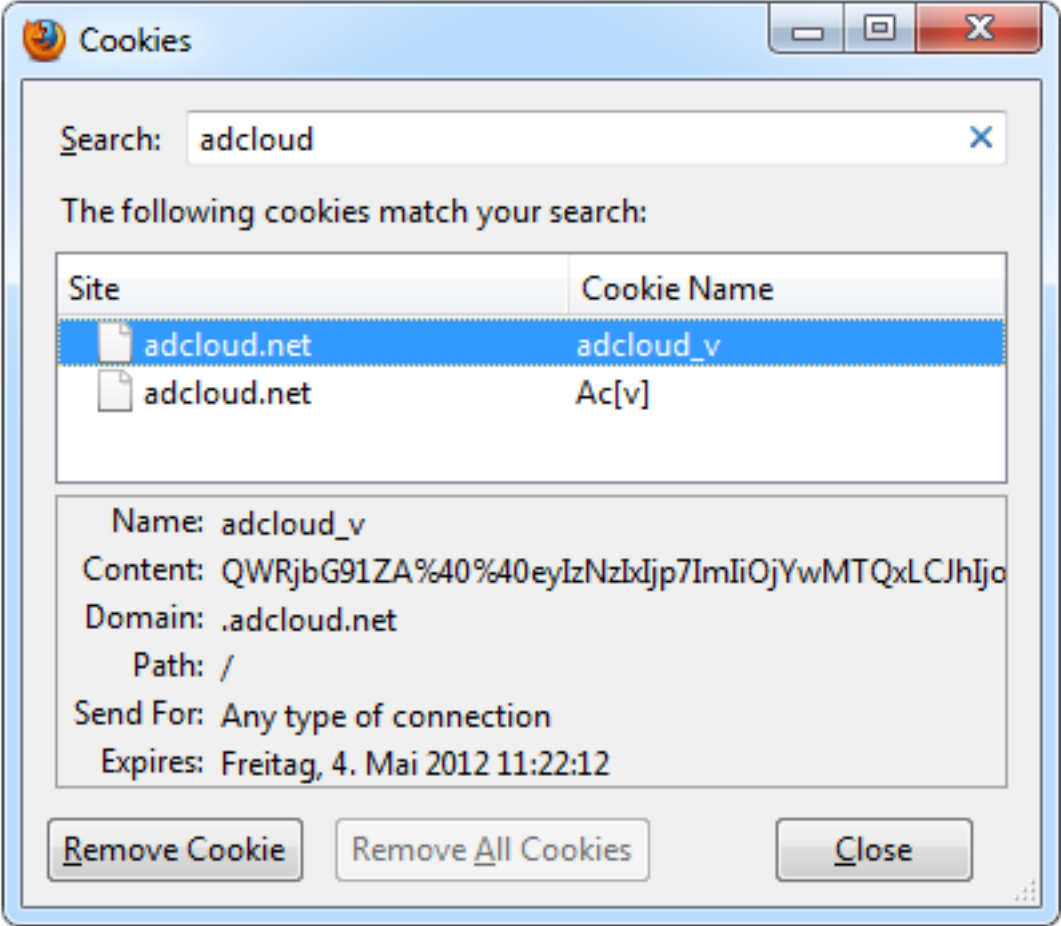 Cookies
Search: adcloud
The following cookies match your search:
Site Cookie Name
adcloud.net adcloud_v
adcloud.net Ac[v]
Name: adcloud_v
Content: QWRjbG91ZA%40%40eyIzNzIxIjp7ImIiOjYwMTQxLCJhIjo
Domain: .adcloud.net
Path: /
Send For: Any type of connection
Expires: Freitag, 4. Mai 2012 11:22:12
Remove Cookie Remove All Cookies Close